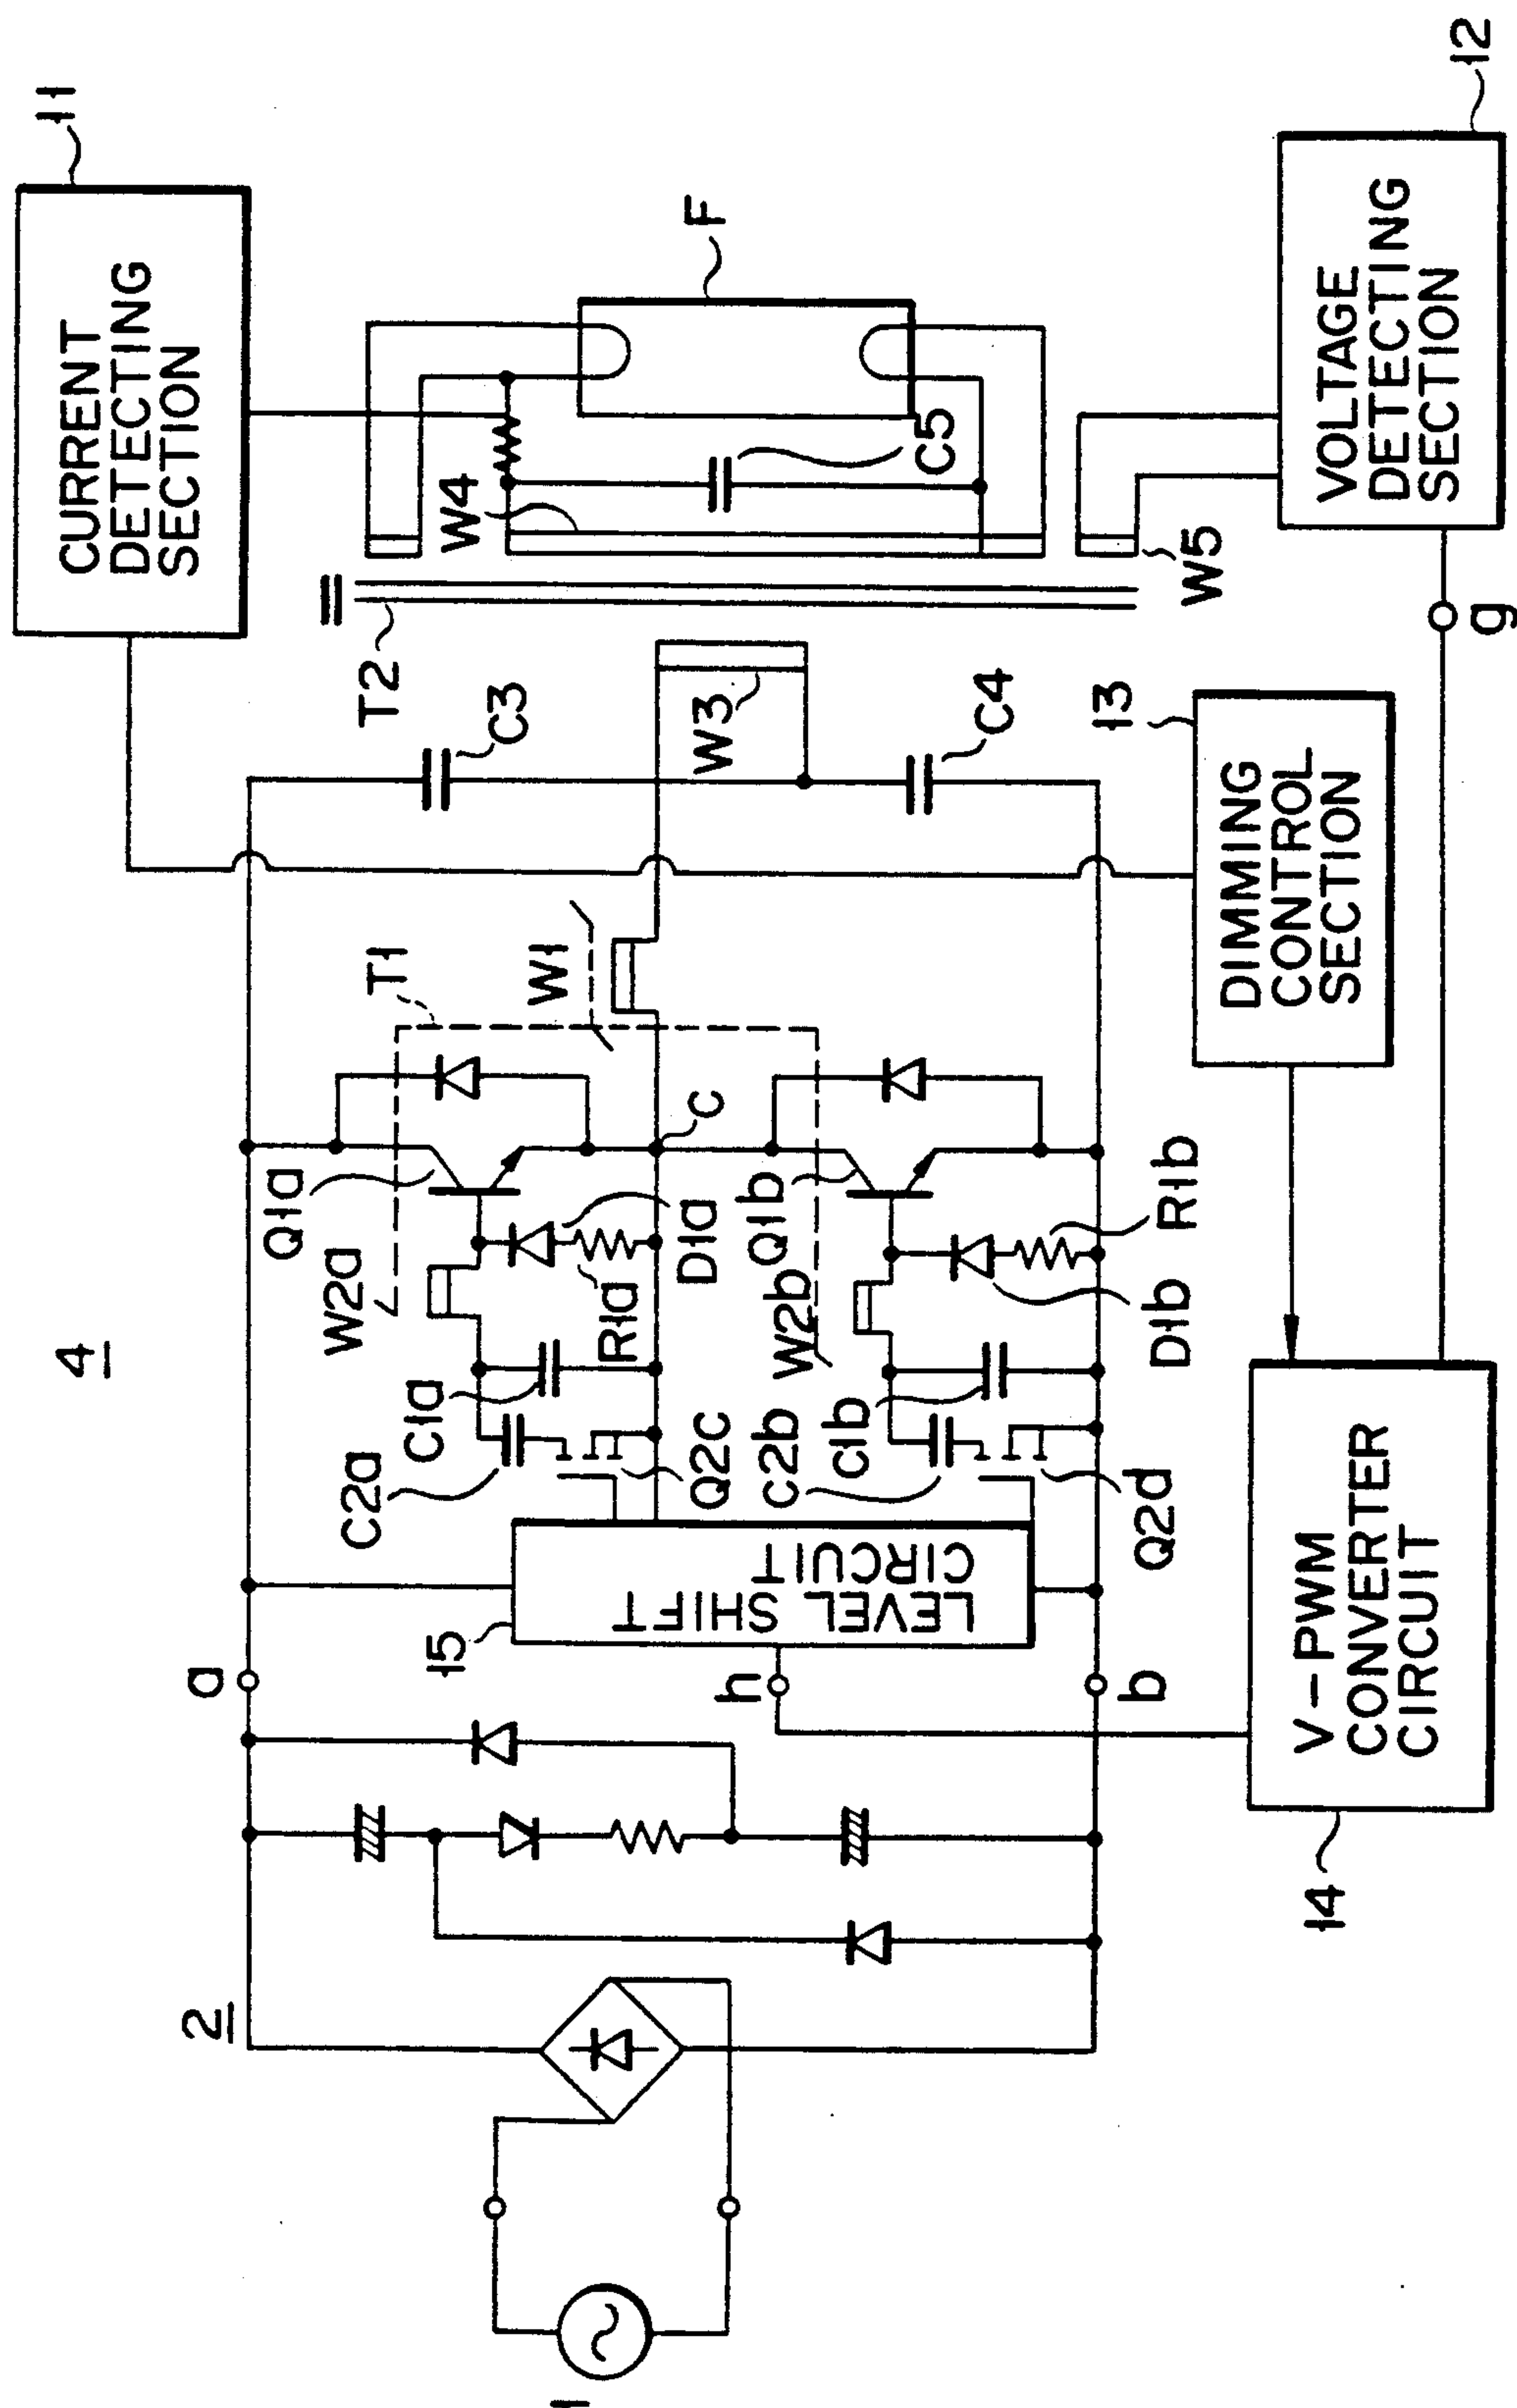 11
CURRENT
DETECTING
SECTION
4
2
a
T2
C3
T1
Q1a
W2a
C1a
C2a
W4
F
W1
C
D1a
R1a
Q2C
15
LEVEL SHIFT
CIRCUIT
h
1
W3
C5
Q1b
W2b
C1b
C2b
C4
R1b
D1b
Q2d
b
W5
12
VOLTAGE
DETECTING
SECTION
g
13
DIMMING
CONTROL
SECTION
V-PWM
CONVERTER
CIRCUIT
14